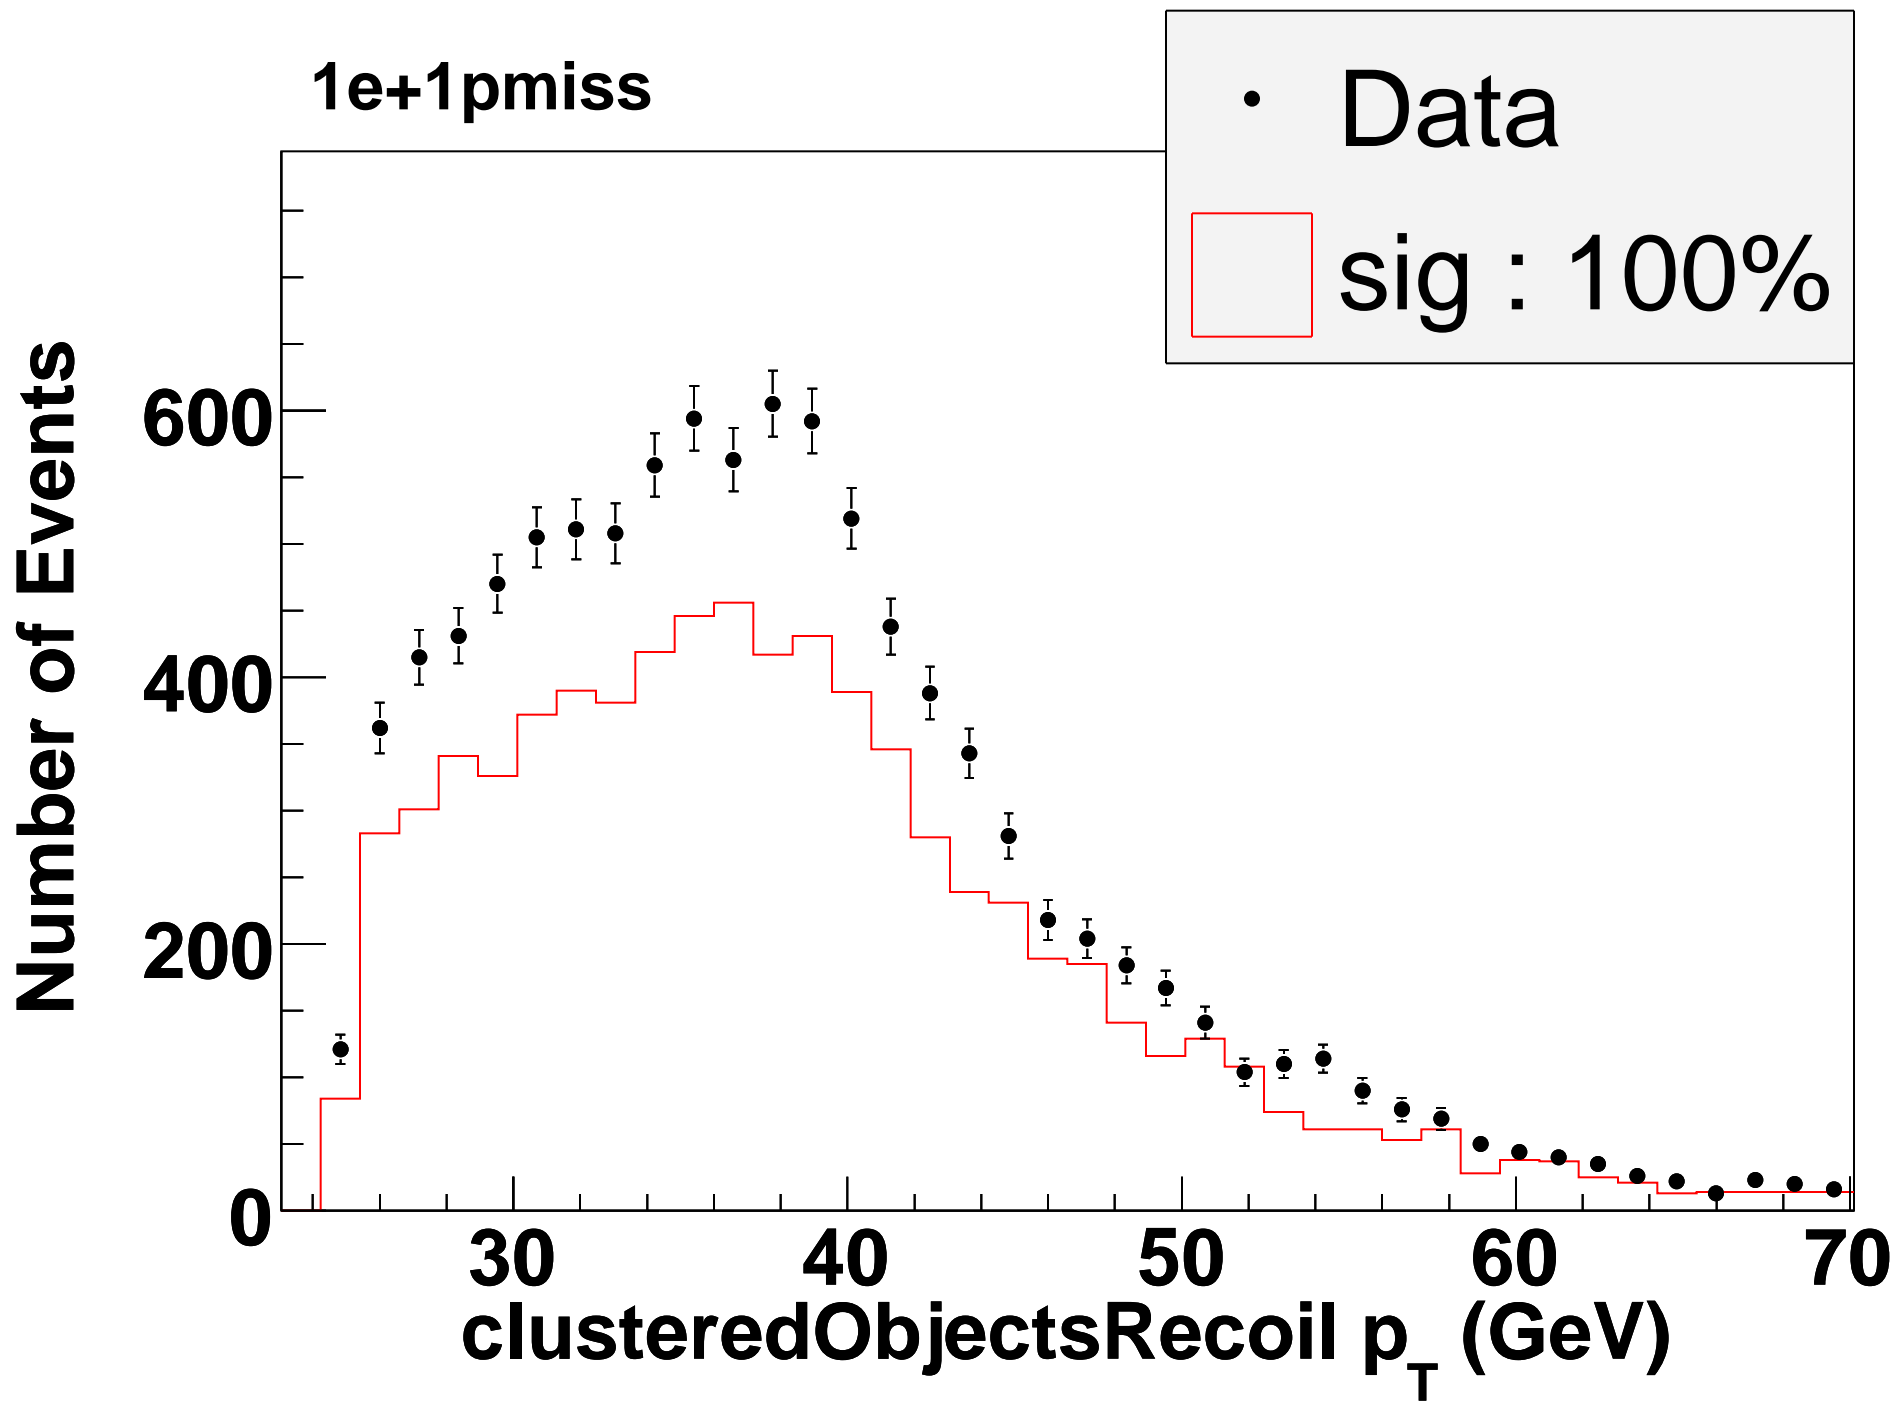 1e+1pmiss
Data
sig : 100%
Number of Events
600
400
200
0
30 40 50 60 70
clusteredObjectsRecoil p_T (GeV)